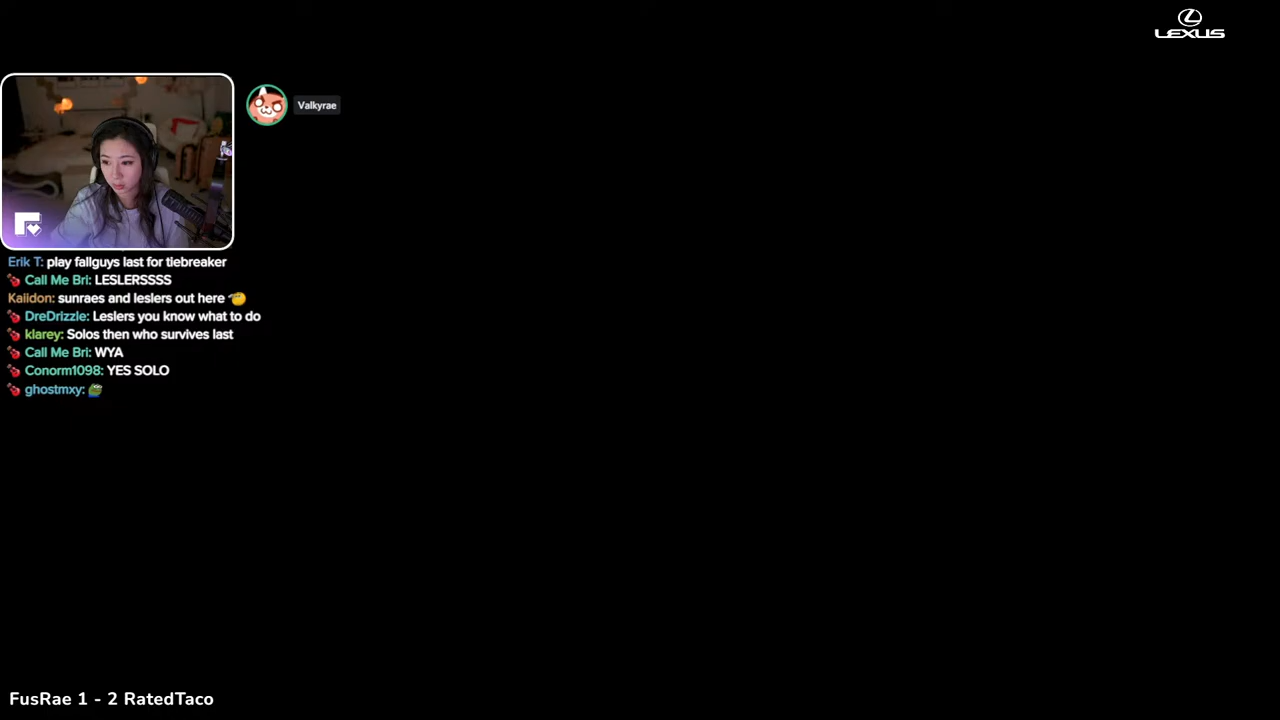 LEXUS
Valkyrae
Erik T: play fallguys last for tiebreaker
Call Me Bri: LESLERSSSS
Kaiidon: sunraes and leslers out here
DreDrizzle: Leslers you know what to do
klarey: Solos then who survives last
Call Me Bri: WYA
Conorm1098: YES SOLO
ghostmxy:
FusRae 1 - 2 RatedTaco